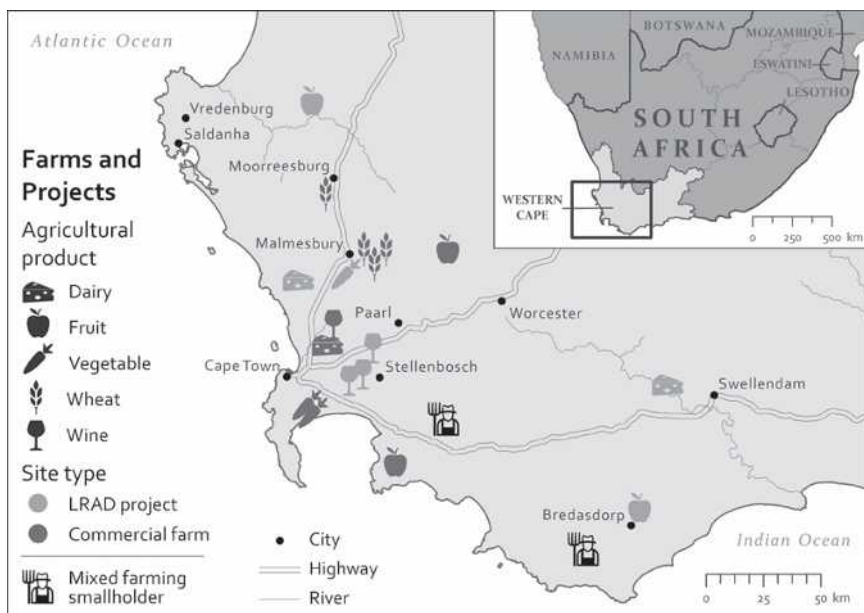 Atlantic Ocean
BOTSWANA
MOZAMBIQUE
NAMIBIA
ESWATINI
LESOTHO
SOUTH
AFRICA
WESTERN
CAPE
0 250 500 km
Vredenburg
Saldanha
Moorreesburg
Malmesbury
Paarl
Worcester
Cape Town
Stellenbosch
Swellendam
Bredasdorp
Indian Ocean
Farms and
Projects
Agricultural
product
Dairy
Fruit
Vegetable
Wheat
Wine
Site type
LRAD project
Commercial farm
Mixed farming
smallholder
City
Highway
River
0 25 50 km